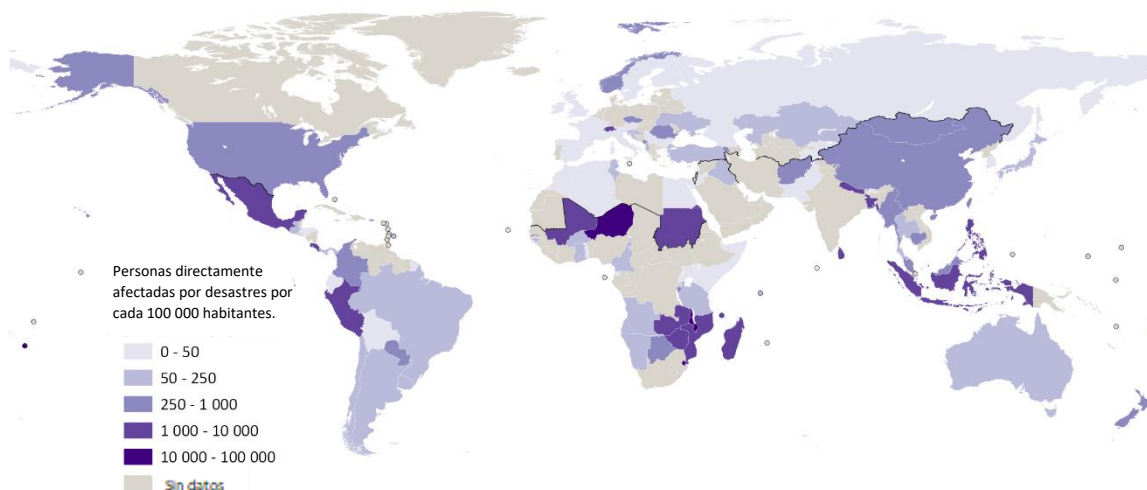 Personas directamente
afectadas por desastres por
cada 100 000 habitantes.
0 - 50
50 - 250
250 - 1 000
1 000 - 10 000
10 000 - 100 000
Sin datos